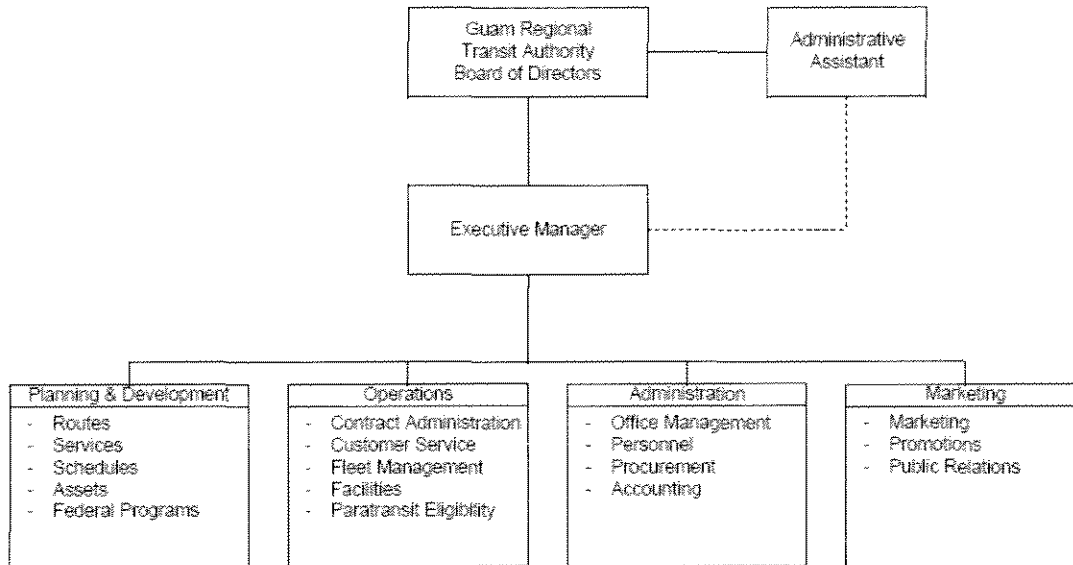 Guam Regional
Transit Authority
Board of Directors
Administrative
Assistant
Executive Manager
Planning & Development
- Routes
- Services
- Schedules
- Assets
- Federal Programs
Operations
- Contract Administration
- Customer Service
- Fleet Management
- Facilities
- Paratransit Eligibility
Administration
- Office Management
- Personnel
- Procurement
- Accounting
Marketing
- Marketing
- Promotions
- Public Relations